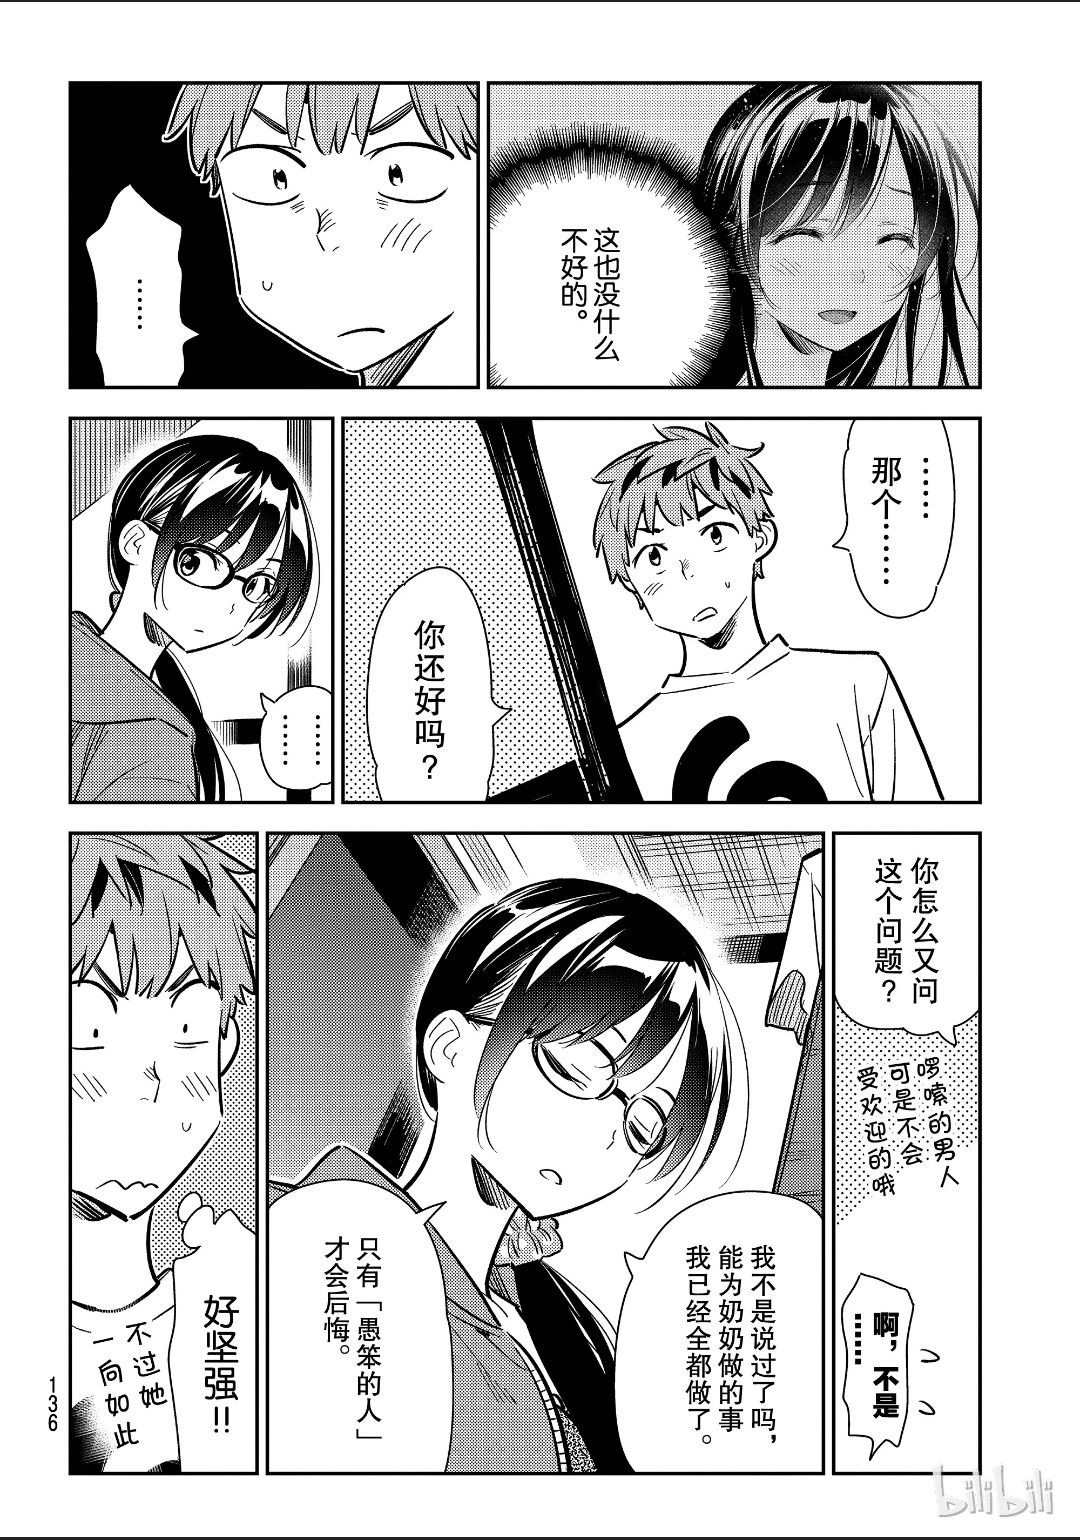 这也没什么
不好的。
……
……
那个……
你还好吗？
……
……
你怎么又问
这个问题？
啰嗦的男人
可是不会
受欢迎的哦
啊，不是
……
我不是说过了吗，
能为奶奶做的事
我已经全都做了。
只有「愚笨的人」
才会后悔。
好坚强!!
不过她
一向如此
136
bilibili